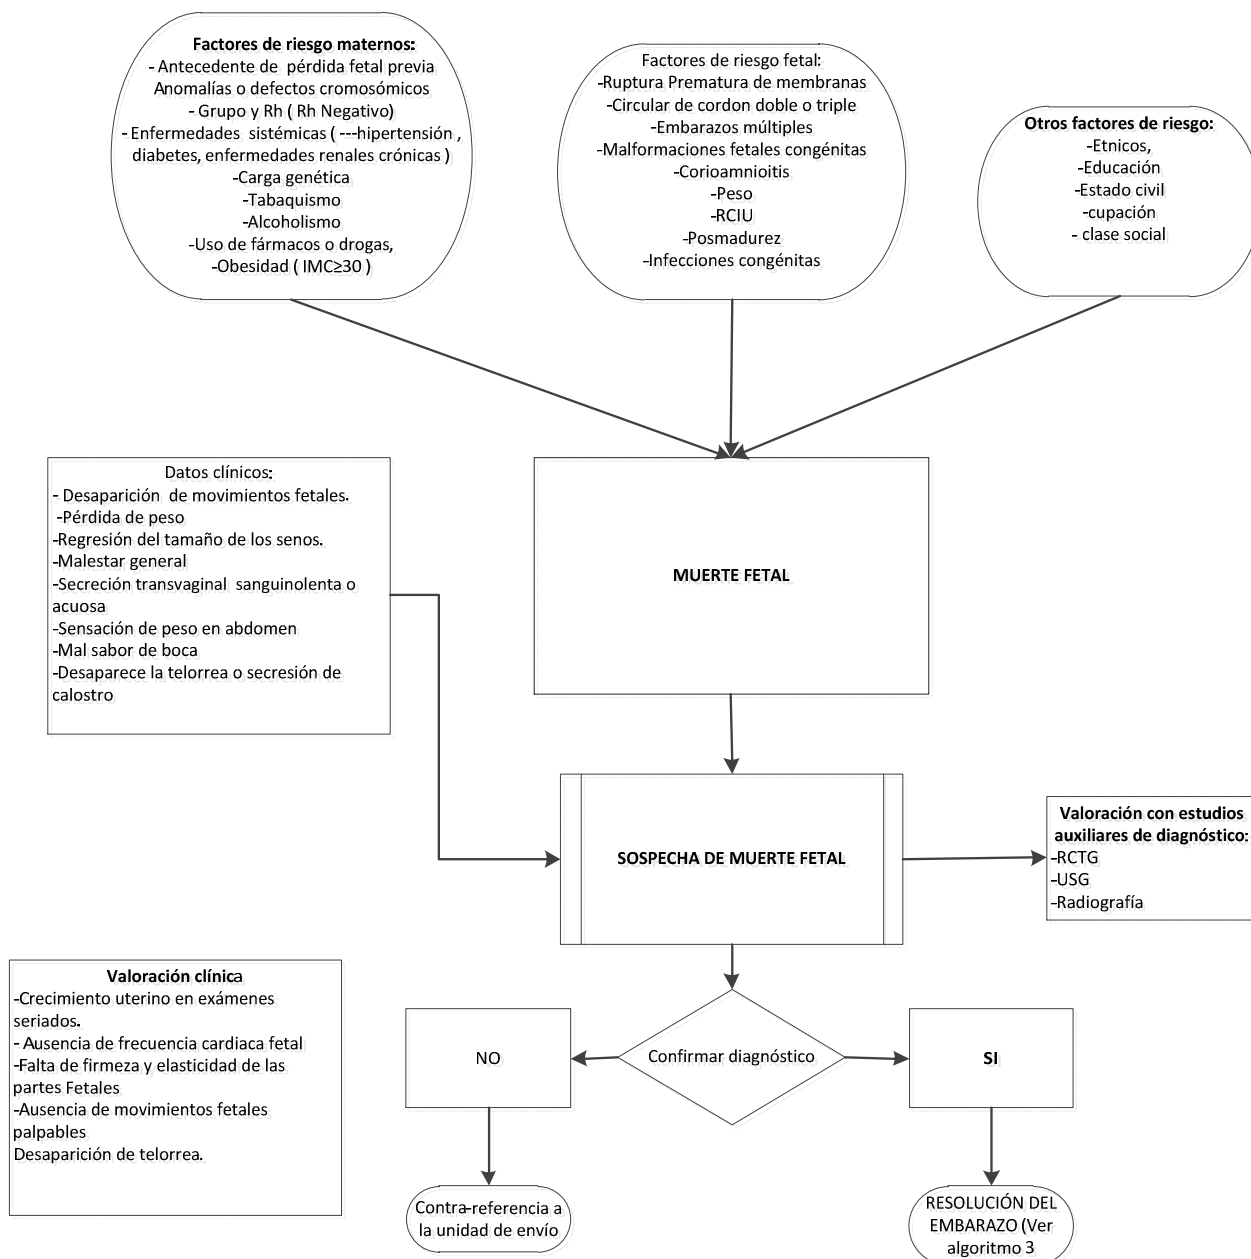 Factores de riesgo maternos:
- Antecedente de pérdida fetal previa
Anomalías o defectos cromosómicos
- Grupo y Rh ( Rh Negativo)
- Enfermedades sistémicas ( ---hipertensión ,
diabetes, enfermedades renales crónicas )
-Carga genética
-Tabaquismo
-Alcoholismo
-Uso de fármacos o drogas,
-Obesidad ( IMC≥30 )
Factores de riesgo fetal:
-Ruptura Prematura de membranas
-Circular de cordon doble o triple
-Embarazos múltiples
-Malformaciones fetales congénitas
-Corioamnioitis
-Peso
-RCIU
-Posmadurez
-Infecciones congénitas
Otros factores de riesgo:
-Etnicos,
-Educación
-Estado civil
-cupación
- clase social
Datos clínicos:
- Desaparición de movimientos fetales.
-Pérdida de peso
-Regresión del tamaño de los senos.
-Malestar general
-Secreción transvaginal sanguinolenta o
acuosa
-Sensación de peso en abdomen
-Mal sabor de boca
-Desaparece la telorrea o secresión de
calostro
MUERTE FETAL
SOSPECHA DE MUERTE FETAL
Valoración con estudios
auxiliares de diagnóstico:
-RCTG
-USG
-Radiografía
Valoración clínica
-Crecimiento uterino en exámenes
seriados.
- Ausencia de frecuencia cardiaca fetal
-Falta de firmeza y elasticidad de las
partes Fetales
-Ausencia de movimientos fetales
palpables
Desaparición de telorrea.
NO
Confirmar diagnóstico
SI
Contra-referencia a
la unidad de envío
RESOLUCIÓN DEL
EMBARAZO (Ver
algoritmo 3